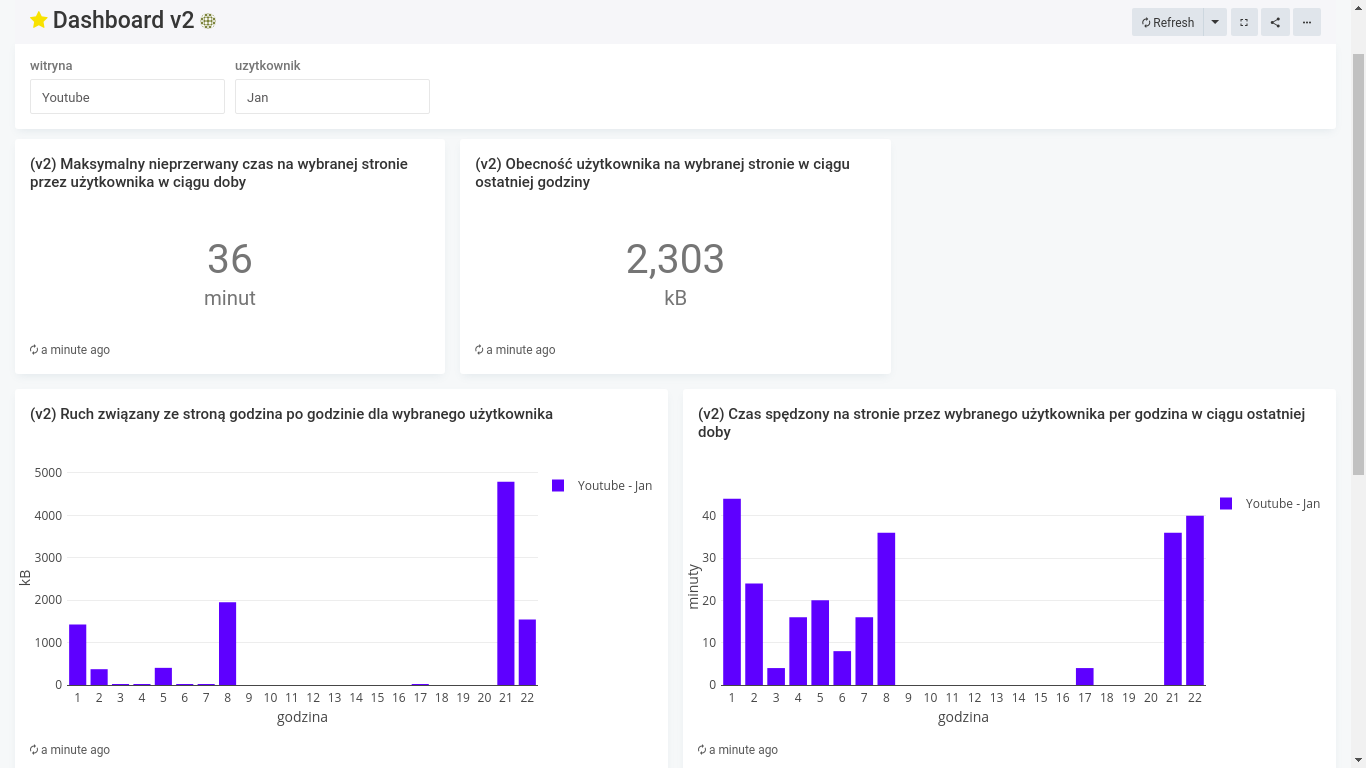 Dashboard v2
Refresh
witryna
uzytkownik
Youtube
Jan
(v2) Maksymalny nieprzerwany czas na wybranej stronie
przez użytkownika w ciągu doby
36
minut
a minute ago
(v2) Obecność użytkownika na wybranej stronie w ciągu
ostatniej godziny
2,303
kB
a minute ago
(v2) Ruch związany ze stroną godzina po godzinie dla wybranego użytkownika
5000
4000
3000
2000
1000
0
kB
1 2 3 4 5 6 7 8 9 10 11 12 13 14 15 16 17 18 19 20 21 22
godzina
Youtube - Jan
a minute ago
(v2) Czas spędzony na stronie przez wybranego użytkownika per godzina w ciągu ostatniej
doby
40
30
20
10
0
minuty
1 2 3 4 5 6 7 8 9 10 11 12 13 14 15 16 17 18 19 20 21 22
godzina
Youtube - Jan
a minute ago